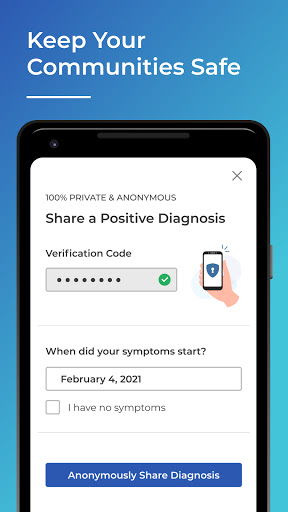 Keep Your
Communities Safe
100% PRIVATE & ANONYMOUS
Share a Positive Diagnosis
Verification Code
When did your symptoms start?
February 4, 2021
I have no symptoms
Anonymously Share Diagnosis